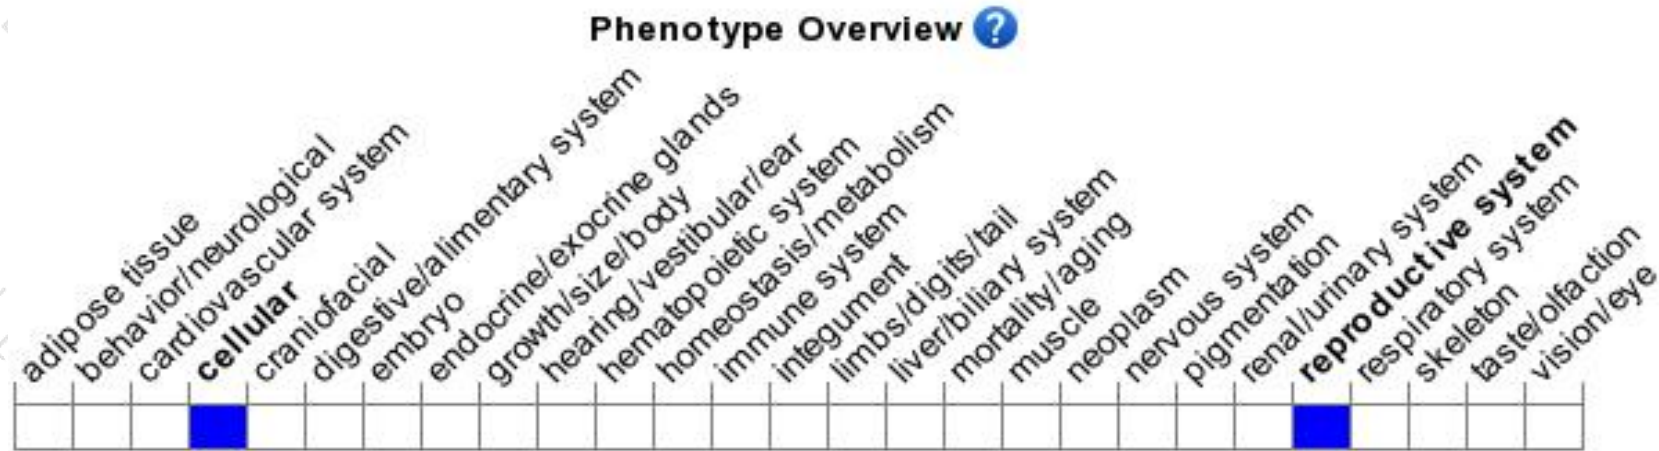 Phenotype Overview ?
adipose tissue
behavior/neurological
cardiovascular system
cellular
craniofacial
digestive/alimentary system
embryo
endocrine/exocrine glands
growth/size/body
hearing/vestibular/ear
hematopoietic system
homeostasis/metabolism
immune system
integument
limbs/digits/tail
liver/biliary system
mortality/aging
muscle
neoplasm
nervous system
pigmentation
renal/urinary system
reproductive system
respiratory system
skeleton
taste/olfaction
vision/eye